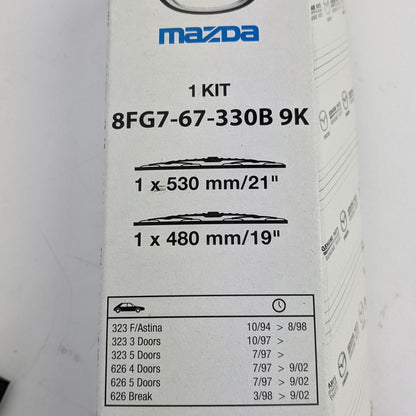 mazda
1 KIT
8FG7-67-330B 9K
1 x 530 mm/21"
1 x 480 mm/19"
323 F/Astina 10/94 > 8/98
323 3 Doors 10/97 >
323 5 Doors 7/97 >
626 4 Doors 7/97 > 9/02
626 5 Doors 7/97 > 9/02
626 Break 3/98 > 9/02